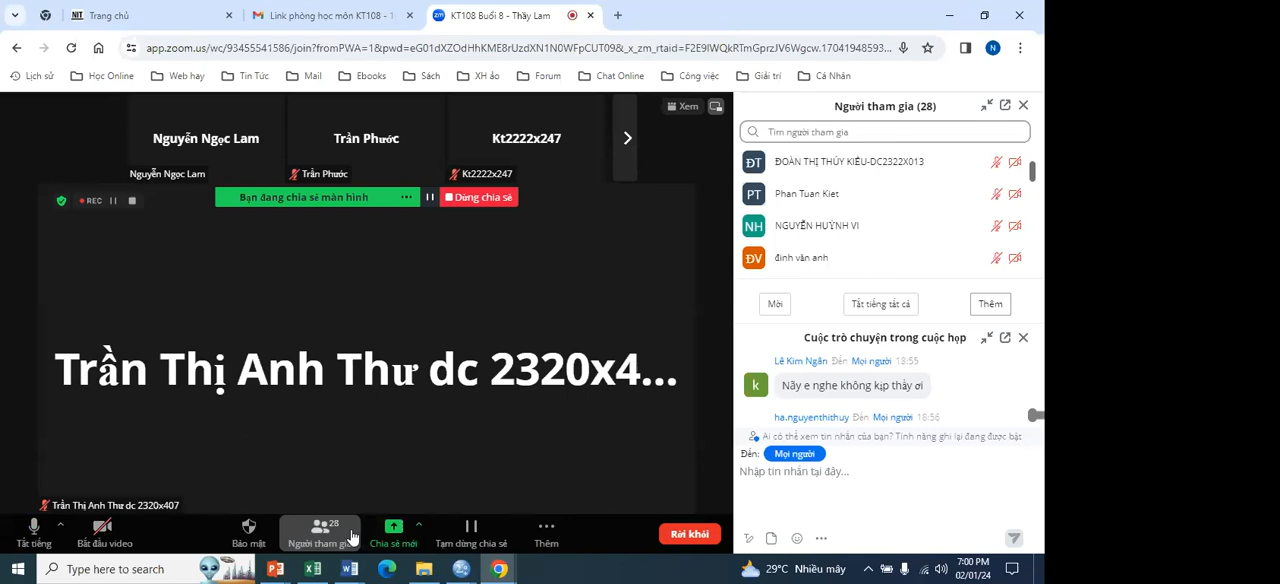 Trang chủ
Link phòng học môn KT108 - 1
KT108 Buổi 8 - Thầy Lam
app.zoom.us/wc/93455541586/join?fromPWA=1&pwd=eG01dXZOdHhKME8rUzdXN1N0WFpCUT09&_x_zm_rtaid=F2E9IWQkRTmGprzJV6Wgcw.17041948593...
N
Lịch sử
Học Online
Web hay
Tin Tức
Mail
Ebooks
Sách
XH ảo
Forum
Chat Online
Công việc
Giải trí
Cá Nhân
Xem
Nguyễn Ngọc Lam
Trần Phước
Kt2222x247
Nguyễn Ngọc Lam
Trần Phước
Kt2222x247
REC
Bạn đang chia sẻ màn hình
Dừng chia sẻ
Trần Thị Anh Thư dc 2320x4...
Trần Thị Anh Thư dc 2320x407
Tắt tiếng
Bắt đầu video
Bảo mật
28
Người tham gia
Chia sẻ mới
Tạm dừng chia sẻ
Thêm
Rời khỏi
Người tham gia (28)
Tìm người tham gia
ĐT ĐOÀN THỊ THÚY KIỀU-DC2322X013
PT Phan Tuan Kiet
NH NGUYỄN HUỲNH VI
ĐV đinh vân anh
Mời
Tắt tiếng tất cả
Thêm
Cuộc trò chuyện trong cuộc họp
Lê Kim Ngân Đến Mọi người 18:55
k Nãy e nghe không kịp thầy ơi
ha.nguyenthithuy Đến Mọi người 18:56
Ai có thể xem tin nhắn của bạn? Tính năng ghi lại đang được bật
Đến: Mọi người
Nhập tin nhắn tại đây...
Type here to search
29°C Nhiều mây
7:00 PM
02/01/24